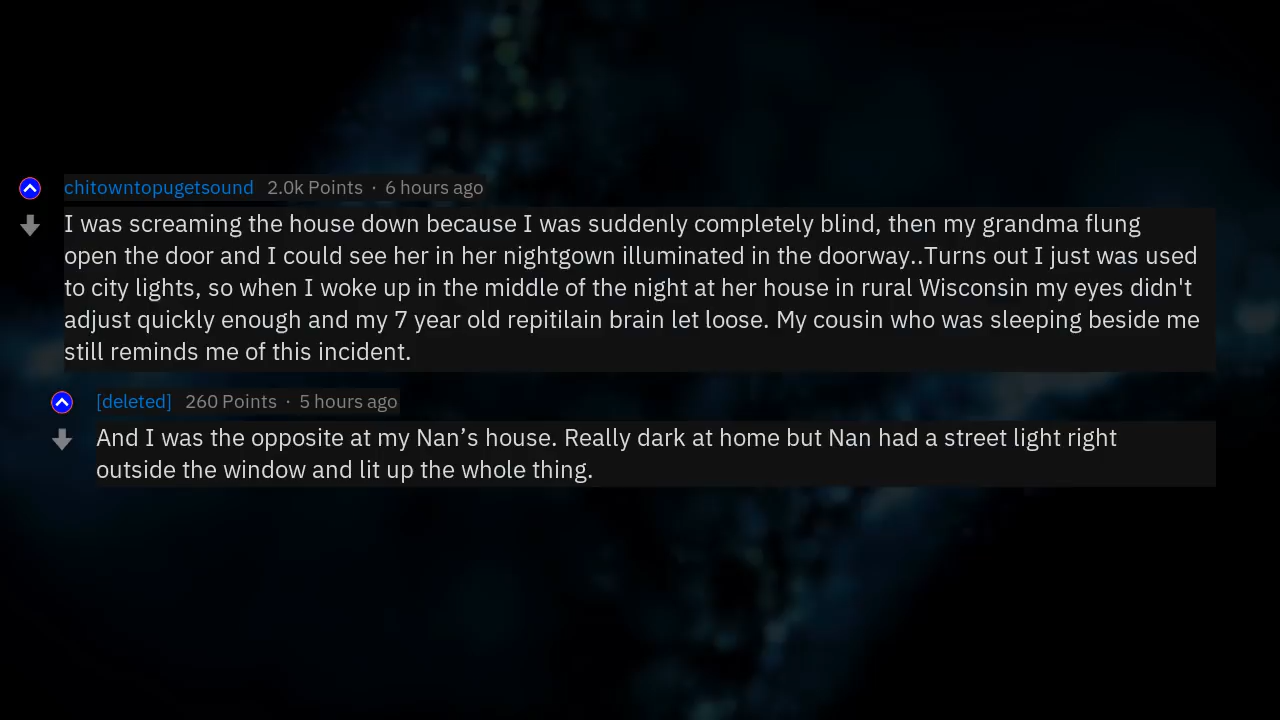 chitowntopugetsound 2.0k Points · 6 hours ago
I was screaming the house down because I was suddenly completely blind, then my grandma flung
open the door and I could see her in her nightgown illuminated in the doorway..Turns out I just was used
to city lights, so when I woke up in the middle of the night at her house in rural Wisconsin my eyes didn't
adjust quickly enough and my 7 year old repitilain brain let loose. My cousin who was sleeping beside me
still reminds me of this incident.
[deleted] 260 Points · 5 hours ago
And I was the opposite at my Nan’s house. Really dark at home but Nan had a street light right
outside the window and lit up the whole thing.